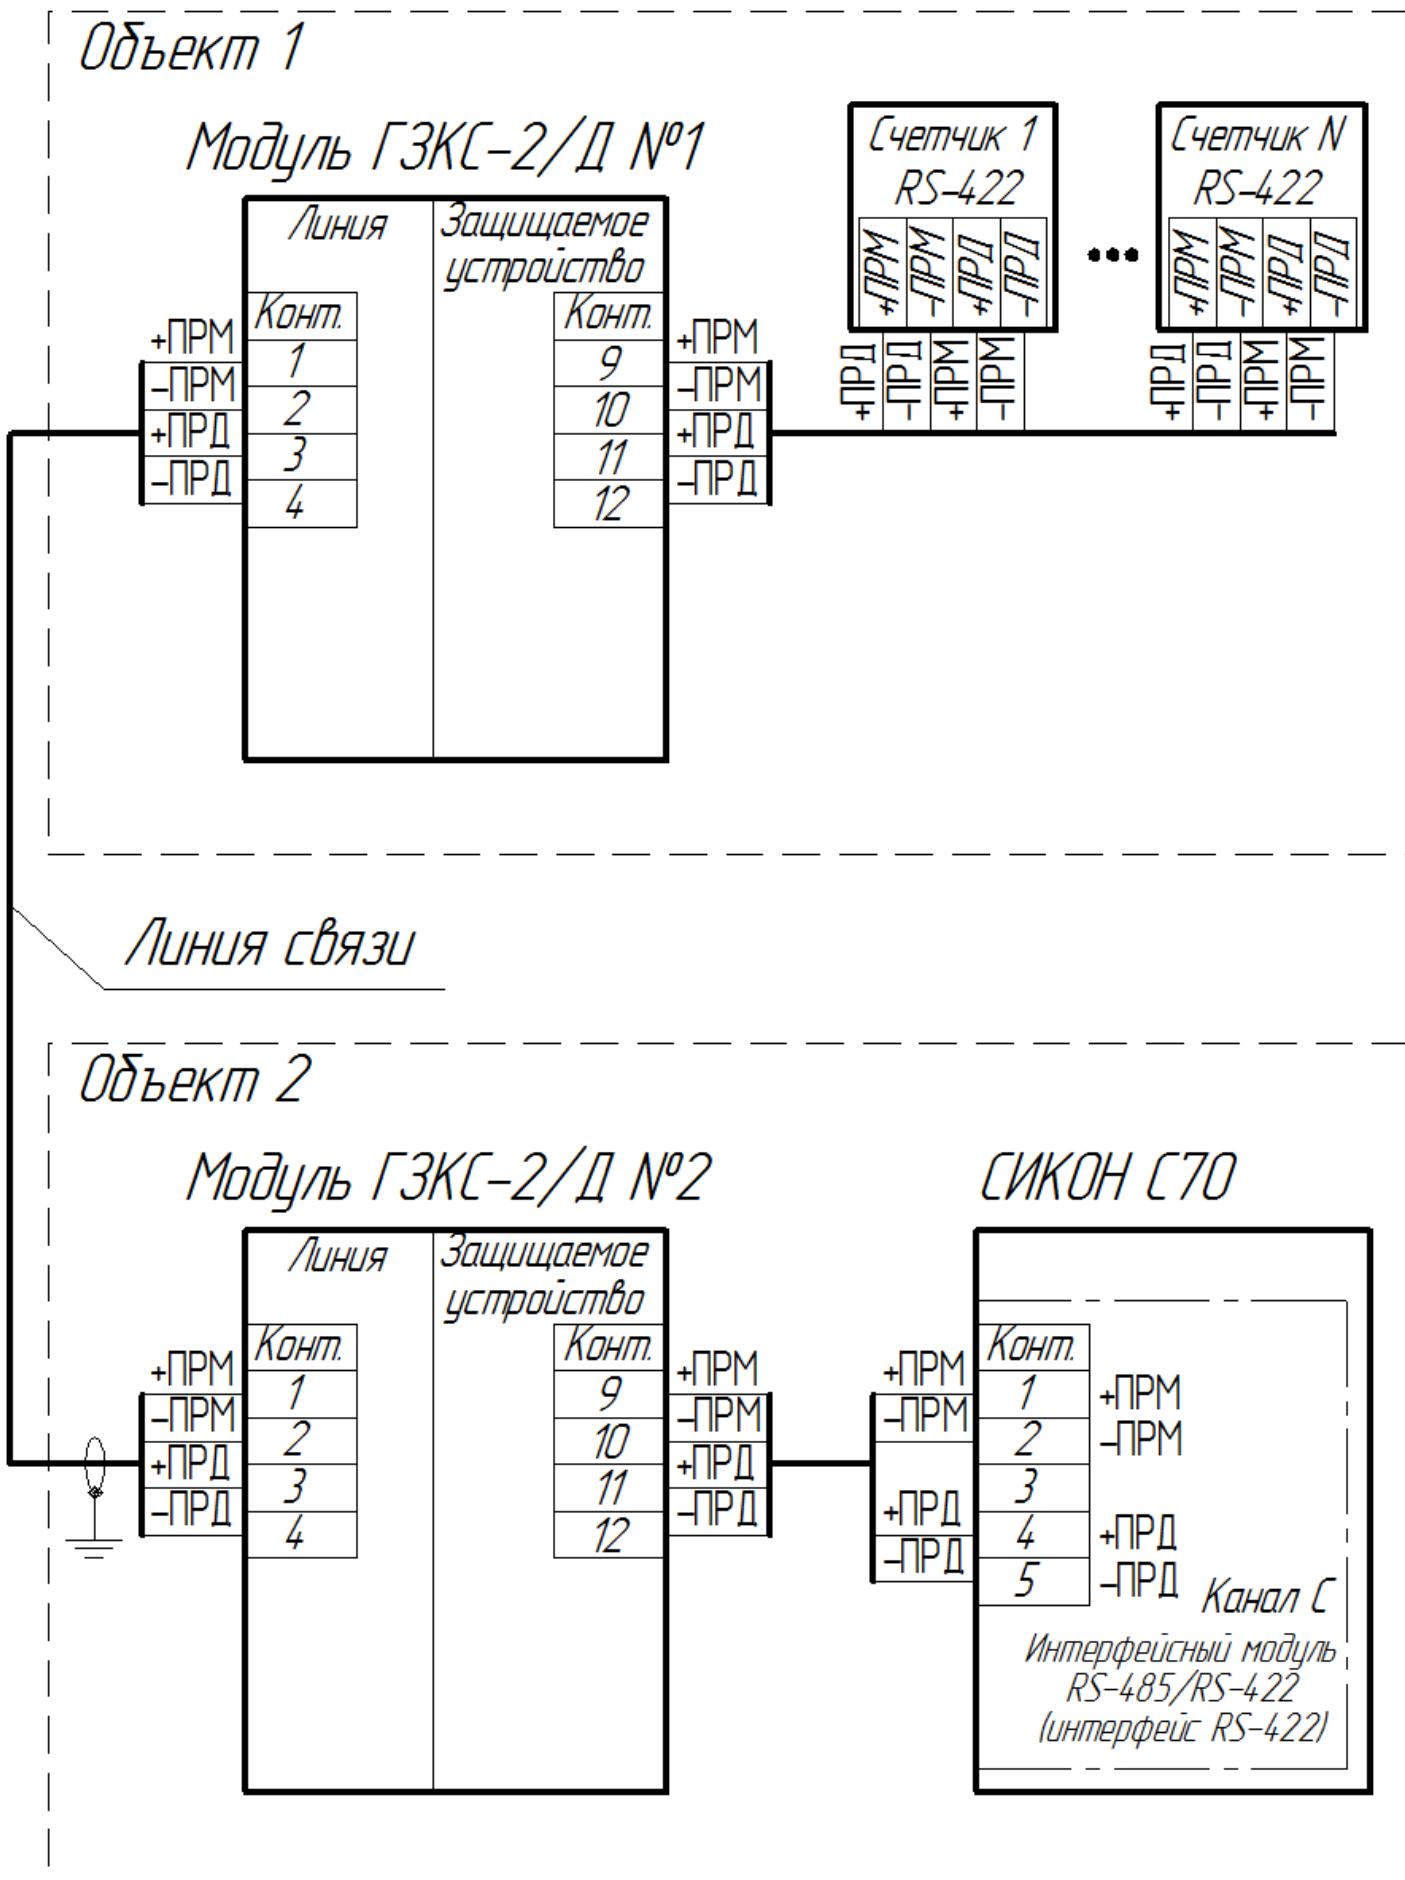 Объект 1
Модуль ГЗКС-2/Д №1
Линия
Защищаемое
устройство
Конт.
1
2
3
4
Конт.
9
10
11
12
+ПРМ
-ПРМ
+ПРД
-ПРД
+ПРМ
-ПРМ
+ПРД
-ПРД
Счетчик 1
RS-422
+ПРМ
-ПРМ
+ПРД
-ПРД
+ПРД
-ПРД
+ПРМ
-ПРМ
Счетчик N
RS-422
+ПРМ
-ПРМ
+ПРД
-ПРД
+ПРД
-ПРД
+ПРМ
-ПРМ
Линия связи
Объект 2
Модуль ГЗКС-2/Д №2
Линия
Защищаемое
устройство
Конт.
1
2
3
4
Конт.
9
10
11
12
+ПРМ
-ПРМ
+ПРД
-ПРД
+ПРМ
-ПРМ
+ПРД
-ПРД
СИКОН С70
+ПРМ
-ПРМ
+ПРД
-ПРД
Конт.
1
2
3
4
5
+ПРМ
-ПРМ
+ПРД
-ПРД
Канал С
Интерфейсный модуль
RS-485/RS-422
(интерфейс RS-422)